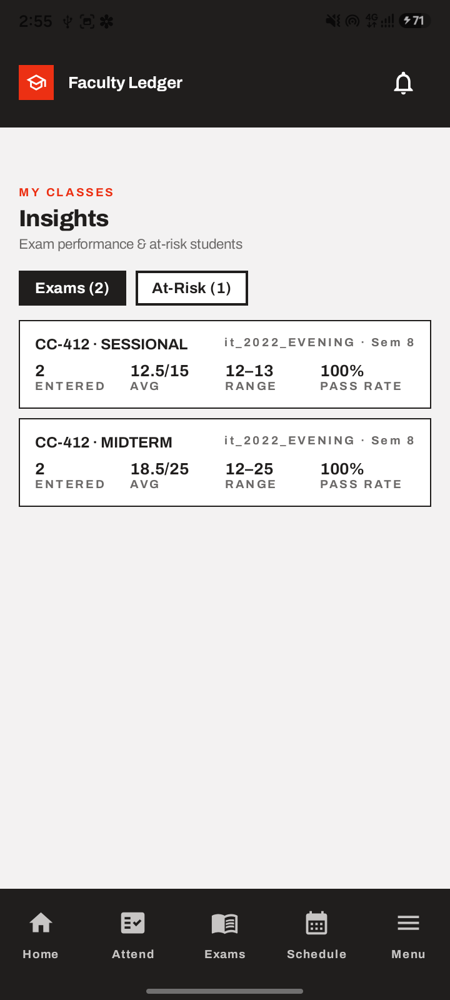 2:55 4G 71
Faculty Ledger
MY CLASSES
Insights
Exam performance & at-risk students
Exams (2) At-Risk (1)
CC-412 · SESSIONAL it_2022_EVENING · Sem 8
2 12.5/15 12–13 100%
ENTERED AVG RANGE PASS RATE
CC-412 · MIDTERM it_2022_EVENING · Sem 8
2 18.5/25 12–25 100%
ENTERED AVG RANGE PASS RATE
Home Attend Exams Schedule Menu